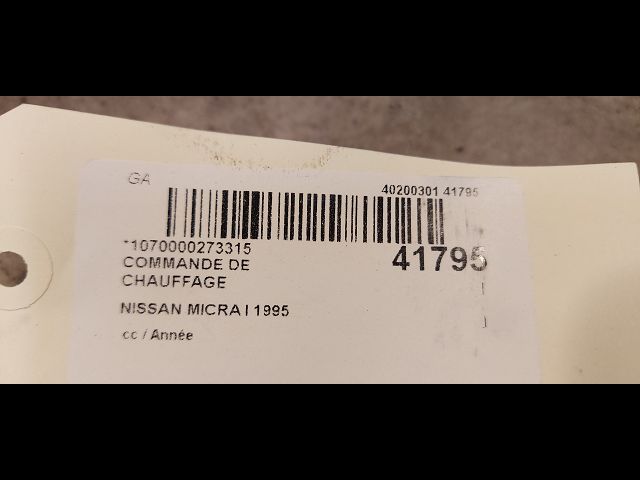 GA
40200301 41795
*1070000273315
41795
COMMANDE DE
CHAUFFAGE
NISSAN MICRA I 1995
cc / Année